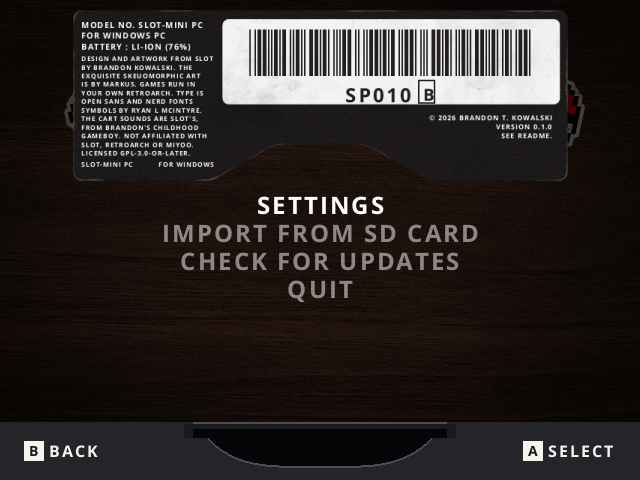 MODEL NO. SLOT-MINI PC
FOR WINDOWS PC
BATTERY : LI-ION (76%)
DESIGN AND ARTWORK FROM SLOT
BY BRANDON KOWALSKI. THE
EXQUISITE SKEUOMORPHIC ART
IS BY MARKUS. GAMES RUN IN
YOUR OWN RETROARCH. TYPE IS
OPEN SANS AND NERD FONTS
SYMBOLS BY RYAN L MCINTYRE.
THE CART SOUNDS ARE SLOT'S,
FROM BRANDON'S CHILDHOOD
GAMEBOY. NOT AFFILIATED WITH
SLOT, RETROARCH OR MIYOO.
LICENSED GPL-3.0-OR-LATER.
SLOT-MINI PC FOR WINDOWS
SP010 B
© 2026 BRANDON T. KOWALSKI
VERSION 0.1.0
SEE README.
SETTINGS
IMPORT FROM SD CARD
CHECK FOR UPDATES
QUIT
B BACK
A SELECT